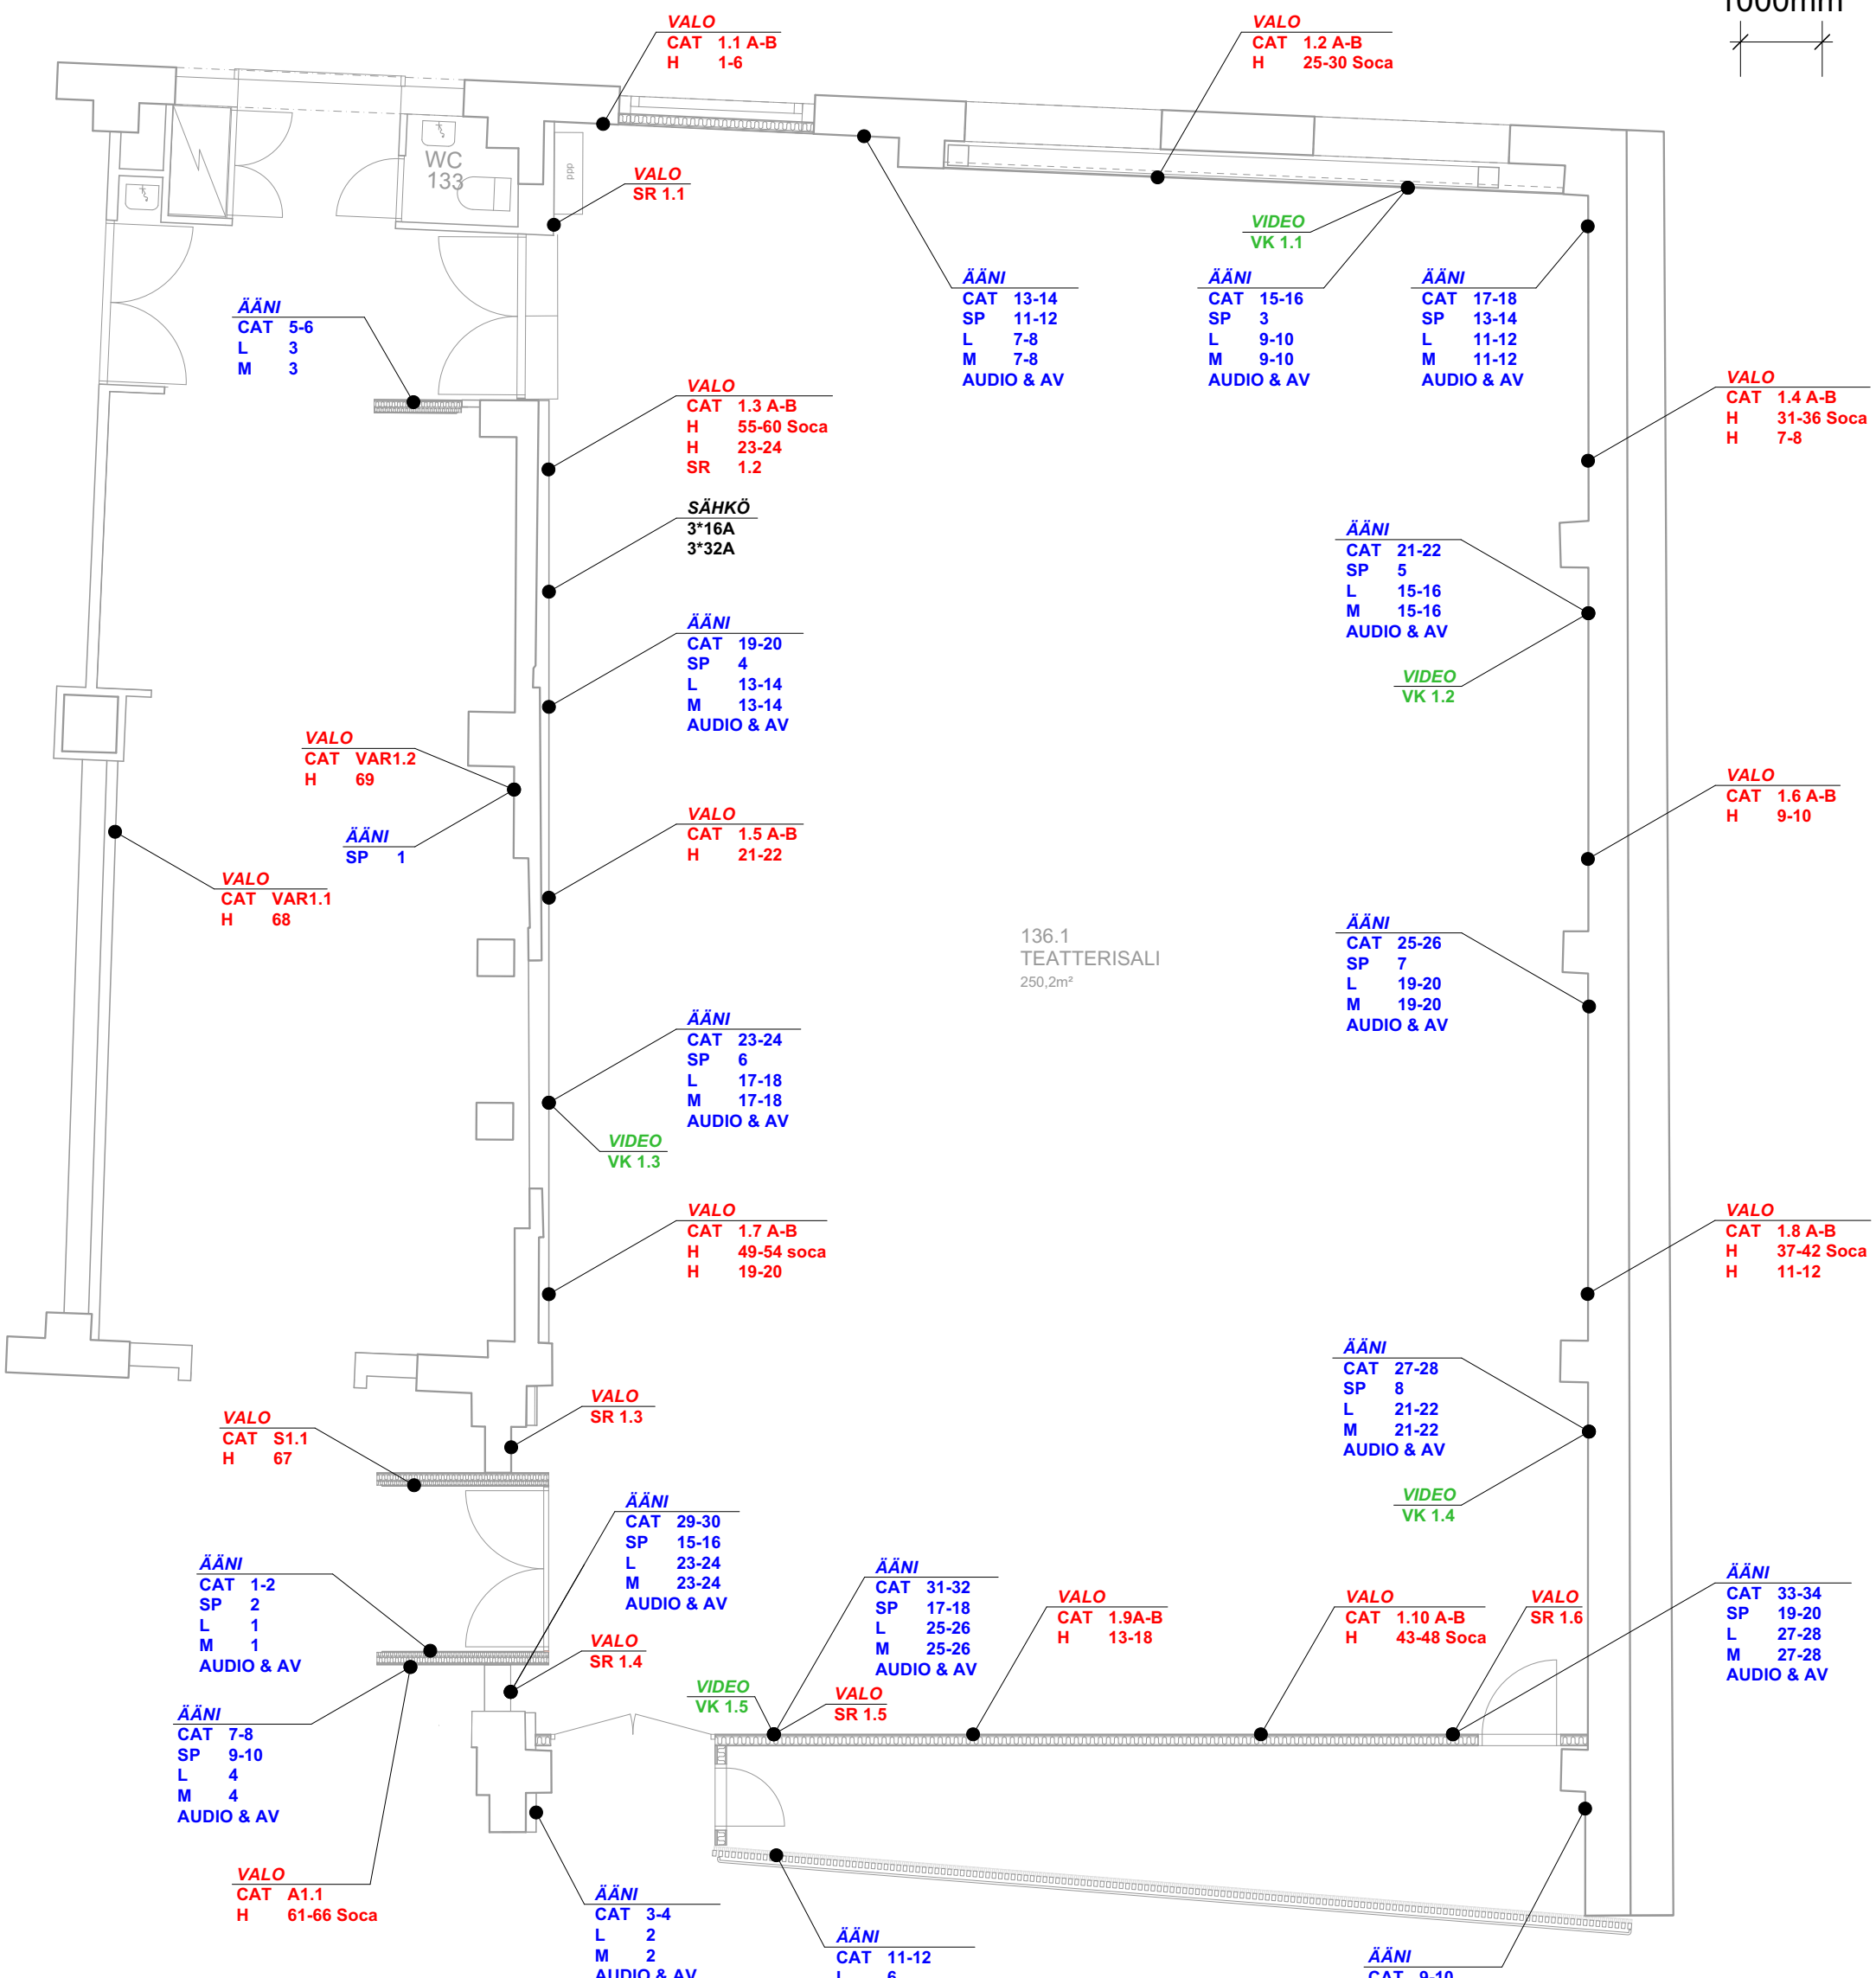 1000mm
VALO
CAT 1.1 A-B
H 1-6
VALO
CAT 1.2 A-B
H 25-30 Soca
WC
133
ppp
VALO
SR 1.1
VIDEO
VK 1.1
ÄÄNI
CAT 5-6
L 3
M 3
ÄÄNI
CAT 13-14
SP 11-12
L 7-8
M 7-8
AUDIO & AV
ÄÄNI
CAT 15-16
SP 3
L 9-10
M 9-10
AUDIO & AV
ÄÄNI
CAT 17-18
SP 13-14
L 11-12
M 11-12
AUDIO & AV
VALO
CAT 1.3 A-B
H 55-60 Soca
H 23-24
SR 1.2
VALO
CAT 1.4 A-B
H 31-36 Soca
H 7-8
SÄHKÖ
3*16A
3*32A
ÄÄNI
CAT 21-22
SP 5
L 15-16
M 15-16
AUDIO & AV
ÄÄNI
CAT 19-20
SP 4
L 13-14
M 13-14
AUDIO & AV
VIDEO
VK 1.2
VALO
CAT VAR1.2
H 69
ÄÄNI
SP 1
VALO
CAT 1.5 A-B
H 21-22
VALO
CAT 1.6 A-B
H 9-10
VALO
CAT VAR1.1
H 68
136.1
TEATTERISALI
250,2m²
ÄÄNI
CAT 25-26
SP 7
L 19-20
M 19-20
AUDIO & AV
ÄÄNI
CAT 23-24
SP 6
L 17-18
M 17-18
AUDIO & AV
VIDEO
VK 1.3
VALO
CAT 1.7 A-B
H 49-54 soca
H 19-20
VALO
CAT 1.8 A-B
H 37-42 Soca
H 11-12
ÄÄNI
CAT 27-28
SP 8
L 21-22
M 21-22
AUDIO & AV
VALO
SR 1.3
VALO
CAT S1.1
H 67
VIDEO
VK 1.4
ÄÄNI
CAT 29-30
SP 15-16
L 23-24
M 23-24
AUDIO & AV
ÄÄNI
CAT 1-2
SP 2
L 1
M 1
AUDIO & AV
ÄÄNI
CAT 31-32
SP 17-18
L 25-26
M 25-26
AUDIO & AV
VALO
CAT 1.9A-B
H 13-18
VALO
CAT 1.10 A-B
H 43-48 Soca
VALO
SR 1.6
ÄÄNI
CAT 33-34
SP 19-20
L 27-28
M 27-28
AUDIO & AV
VALO
SR 1.4
VIDEO
VK 1.5
VALO
SR 1.5
ÄÄNI
CAT 7-8
SP 9-10
L 4
M 4
AUDIO & AV
VALO
CAT A1.1
H 61-66 Soca
ÄÄNI
CAT 3-4
L 2
M 2
AUDIO & AV
ÄÄNI
CAT 11-12
L 6
ÄÄNI
CAT 9-10